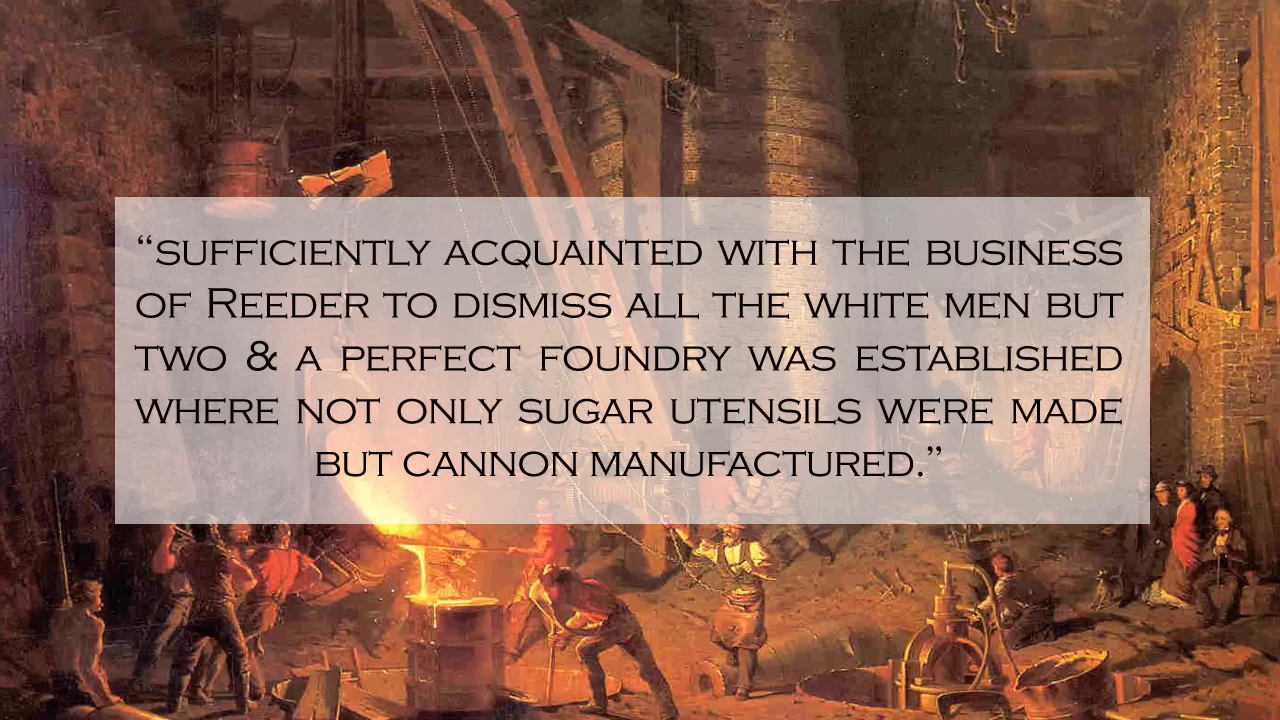 “SUFFICIENTLY ACQUAINTED WITH THE BUSINESS
OF REEDER TO DISMISS ALL THE WHITE MEN BUT
TWO & A PERFECT FOUNDRY WAS ESTABLISHED
WHERE NOT ONLY SUGAR UTENSILS WERE MADE
BUT CANNON MANUFACTURED.”